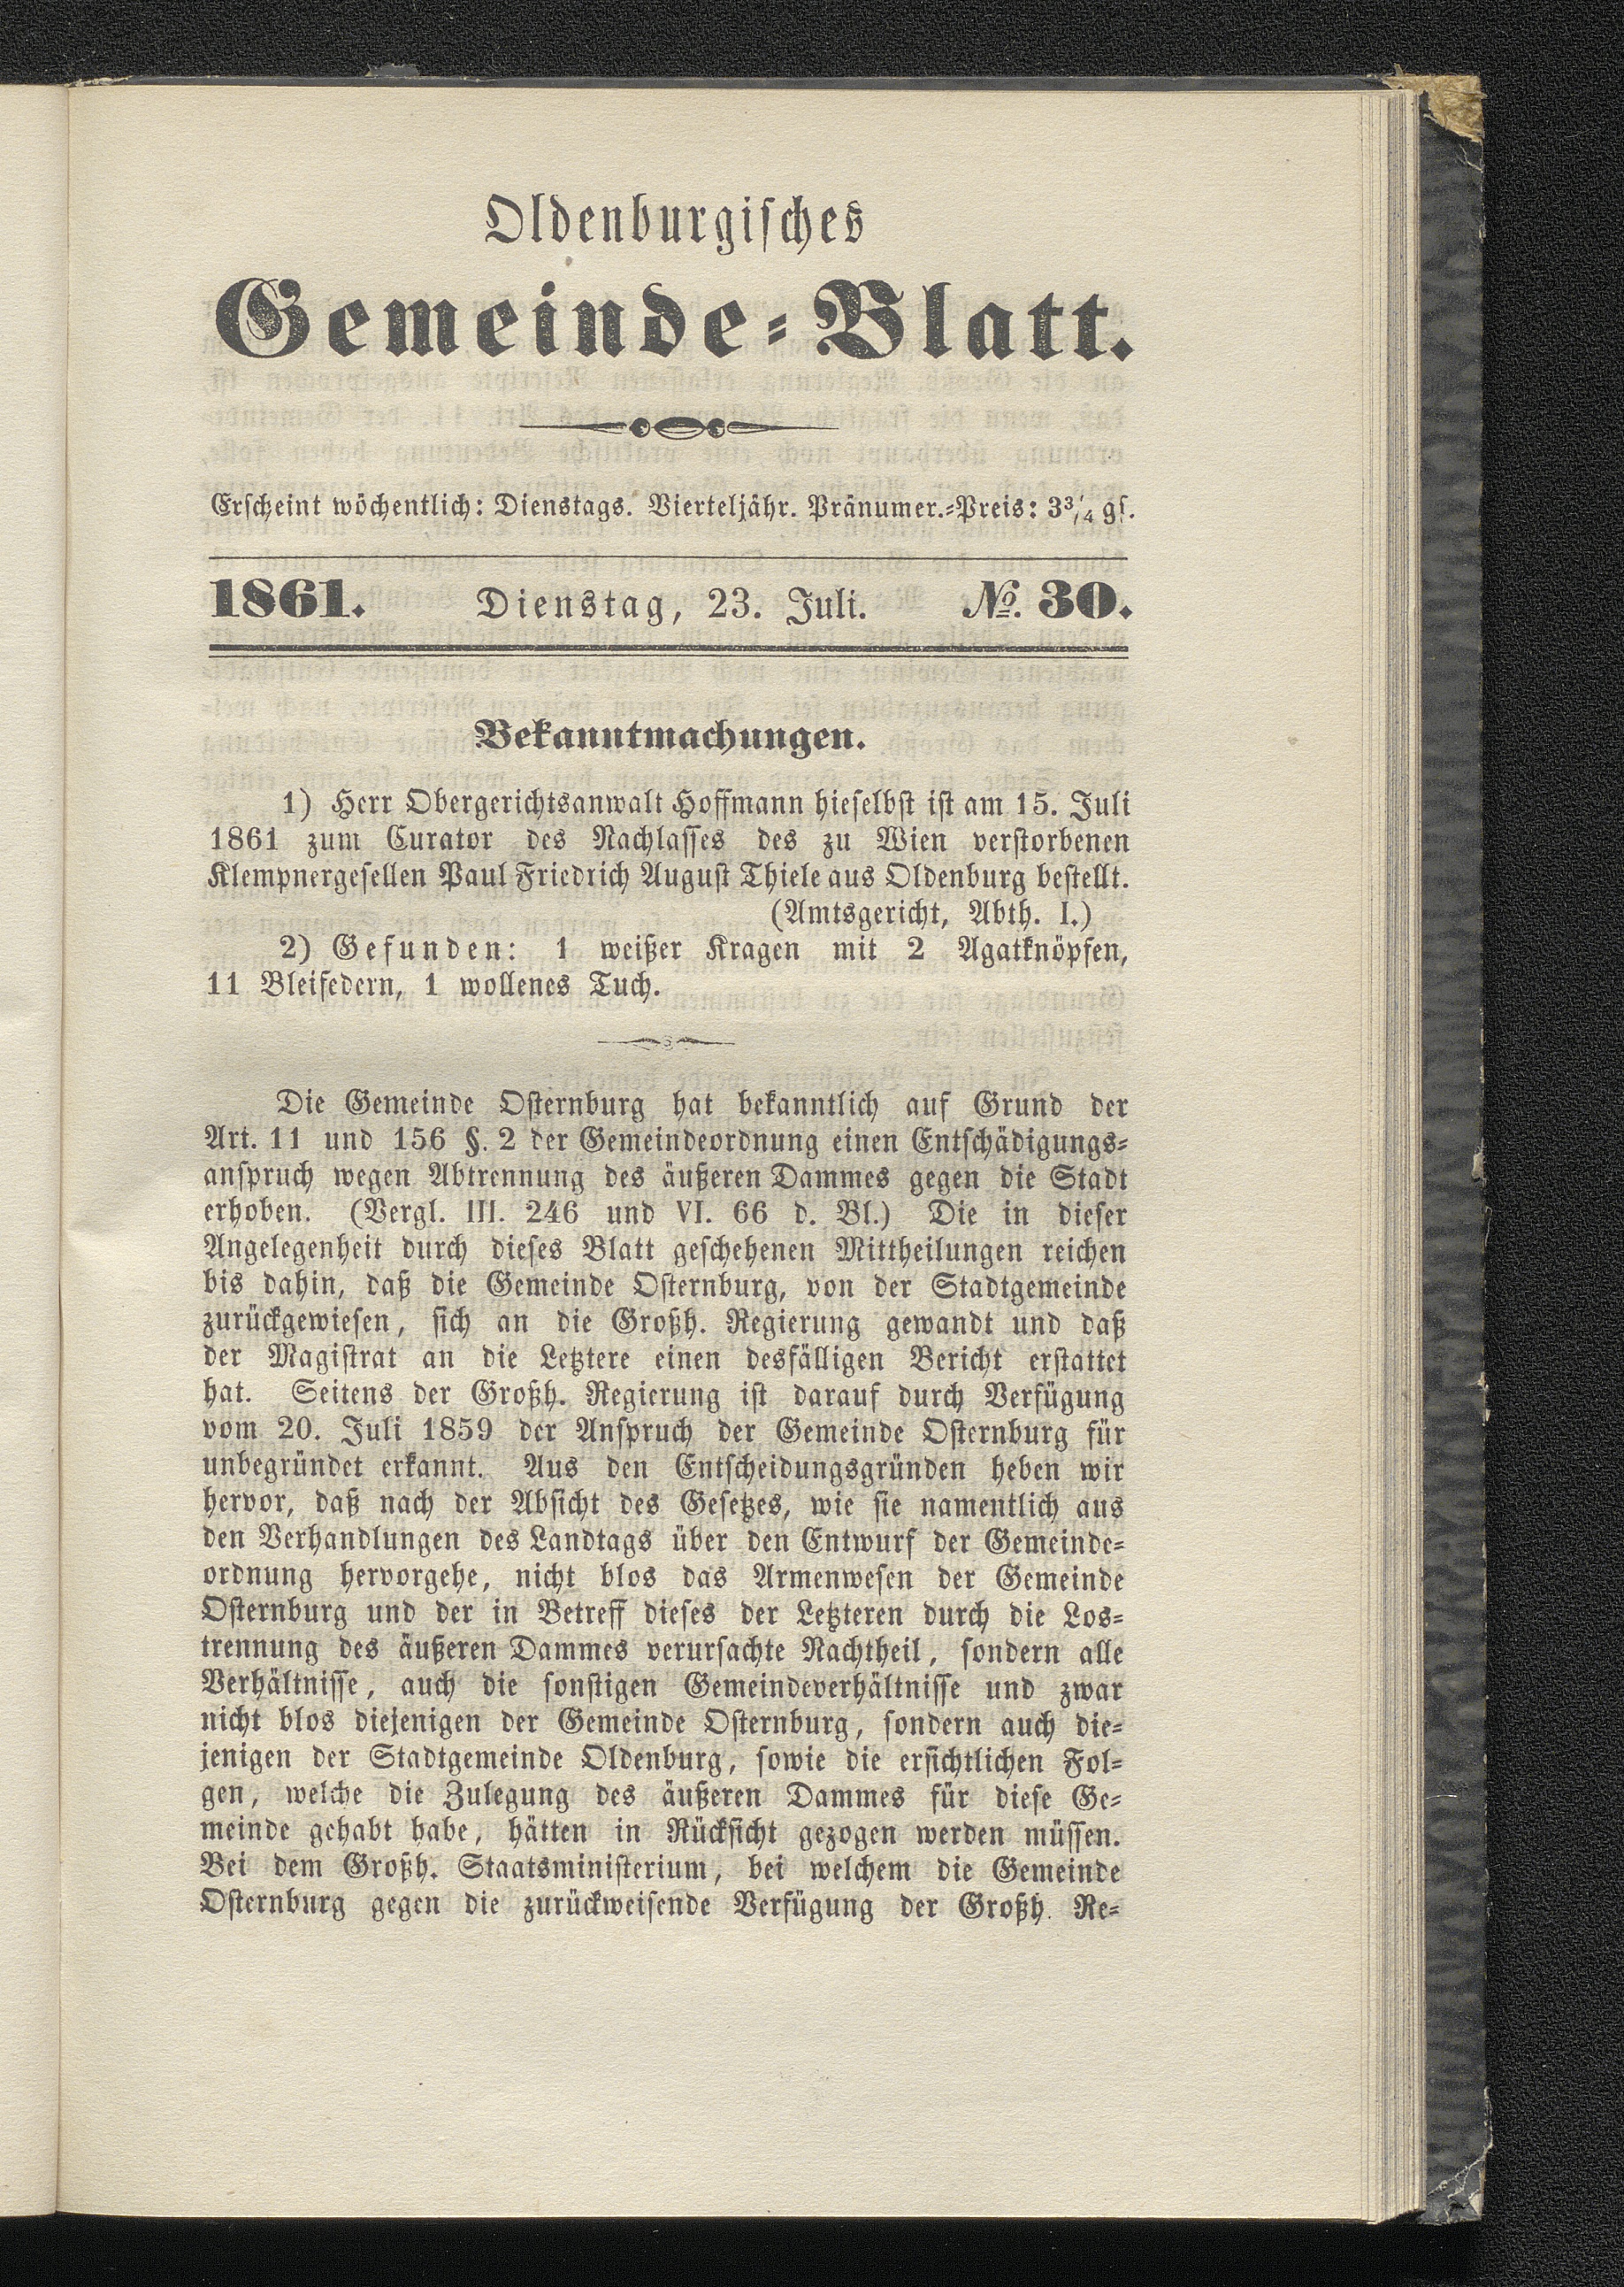 Oldenburgisches
Gemeinde-Blatt.
Erscheint wöchentlich: Dienstags. Vierteljähr. Pränumer.-Preis: 3¾ gs.
1861. Dienstag, 23. Juli. № 30.
Bekanntmachungen.
1) Herr Obergerichtsanwalt Hoffmann hieselbst ist am 15. Juli
1861 zum Curator des Nachlasses des zu Wien verstorbenen
Klempnergesellen Paul Friedrich August Thiele aus Oldenburg bestellt.
(Amtsgericht, Abth. I.)
2) Gefunden: 1 weißer Kragen mit 2 Agatknöpfen,
11 Bleifedern, 1 wollenes Tuch.
Die Gemeinde Osternburg hat bekanntlich auf Grund der
Art. 11 und 156 §. 2 der Gemeindeordnung einen Entschädigungs-
anspruch wegen Abtrennung des äußeren Dammes gegen die Stadt
erhoben. (Vergl. III. 246 und VI. 66 d. Bl.) Die in dieser
Angelegenheit durch dieses Blatt geschehenen Mittheilungen reichen
bis dahin, daß die Gemeinde Osternburg, von der Stadtgemeinde
zurückgewiesen, sich an die Großh. Regierung gewandt und daß
der Magistrat an die Letztere einen desfälligen Bericht erstattet
hat. Seitens der Großh. Regierung ist darauf durch Verfügung
vom 20. Juli 1859 der Anspruch der Gemeinde Osternburg für
unbegründet erkannt. Aus den Entscheidungsgründen heben wir
hervor, daß nach der Absicht des Gesetzes, wie sie namentlich aus
den Verhandlungen des Landtags über den Entwurf der Gemeinde-
ordnung hervorgehe, nicht blos das Armenwesen der Gemeinde
Osternburg und der in Betreff dieses der Letzteren durch die Los-
trennung des äußeren Dammes verursachte Nachtheil, sondern alle
Verhältnisse, auch die sonstigen Gemeindeverhältnisse und zwar
nicht blos diejenigen der Gemeinde Osternburg, sondern auch die-
jenigen der Stadtgemeinde Oldenburg, sowie die ersichtlichen Fol-
gen, welche die Zulegung des äußeren Dammes für diese Ge-
meinde gehabt habe, hätten in Rücksicht gezogen werden müssen.
Bei dem Großh. Staatsministerium, bei welchem die Gemeinde
Osternburg gegen die zurückweisende Verfügung der Großh. Re-